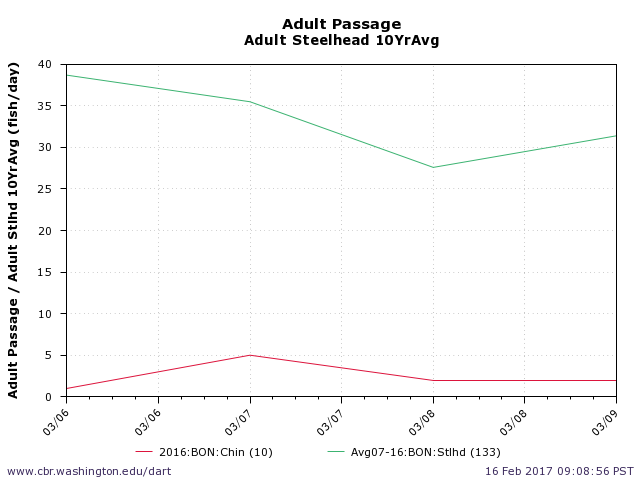 Adult Passage
Adult Steelhead 10YrAvg
Adult Passage / Adult Stlhd 10YrAvg (fish/day)
40
35
30
25
20
15
10
5
0
03/06 03/06 03/07 03/07 03/08 03/08 03/09
2016:BON:Chin (10) Avg07-16:BON:Stlhd (133)
www.cbr.washington.edu/dart 16 Feb 2017 09:08:56 PST